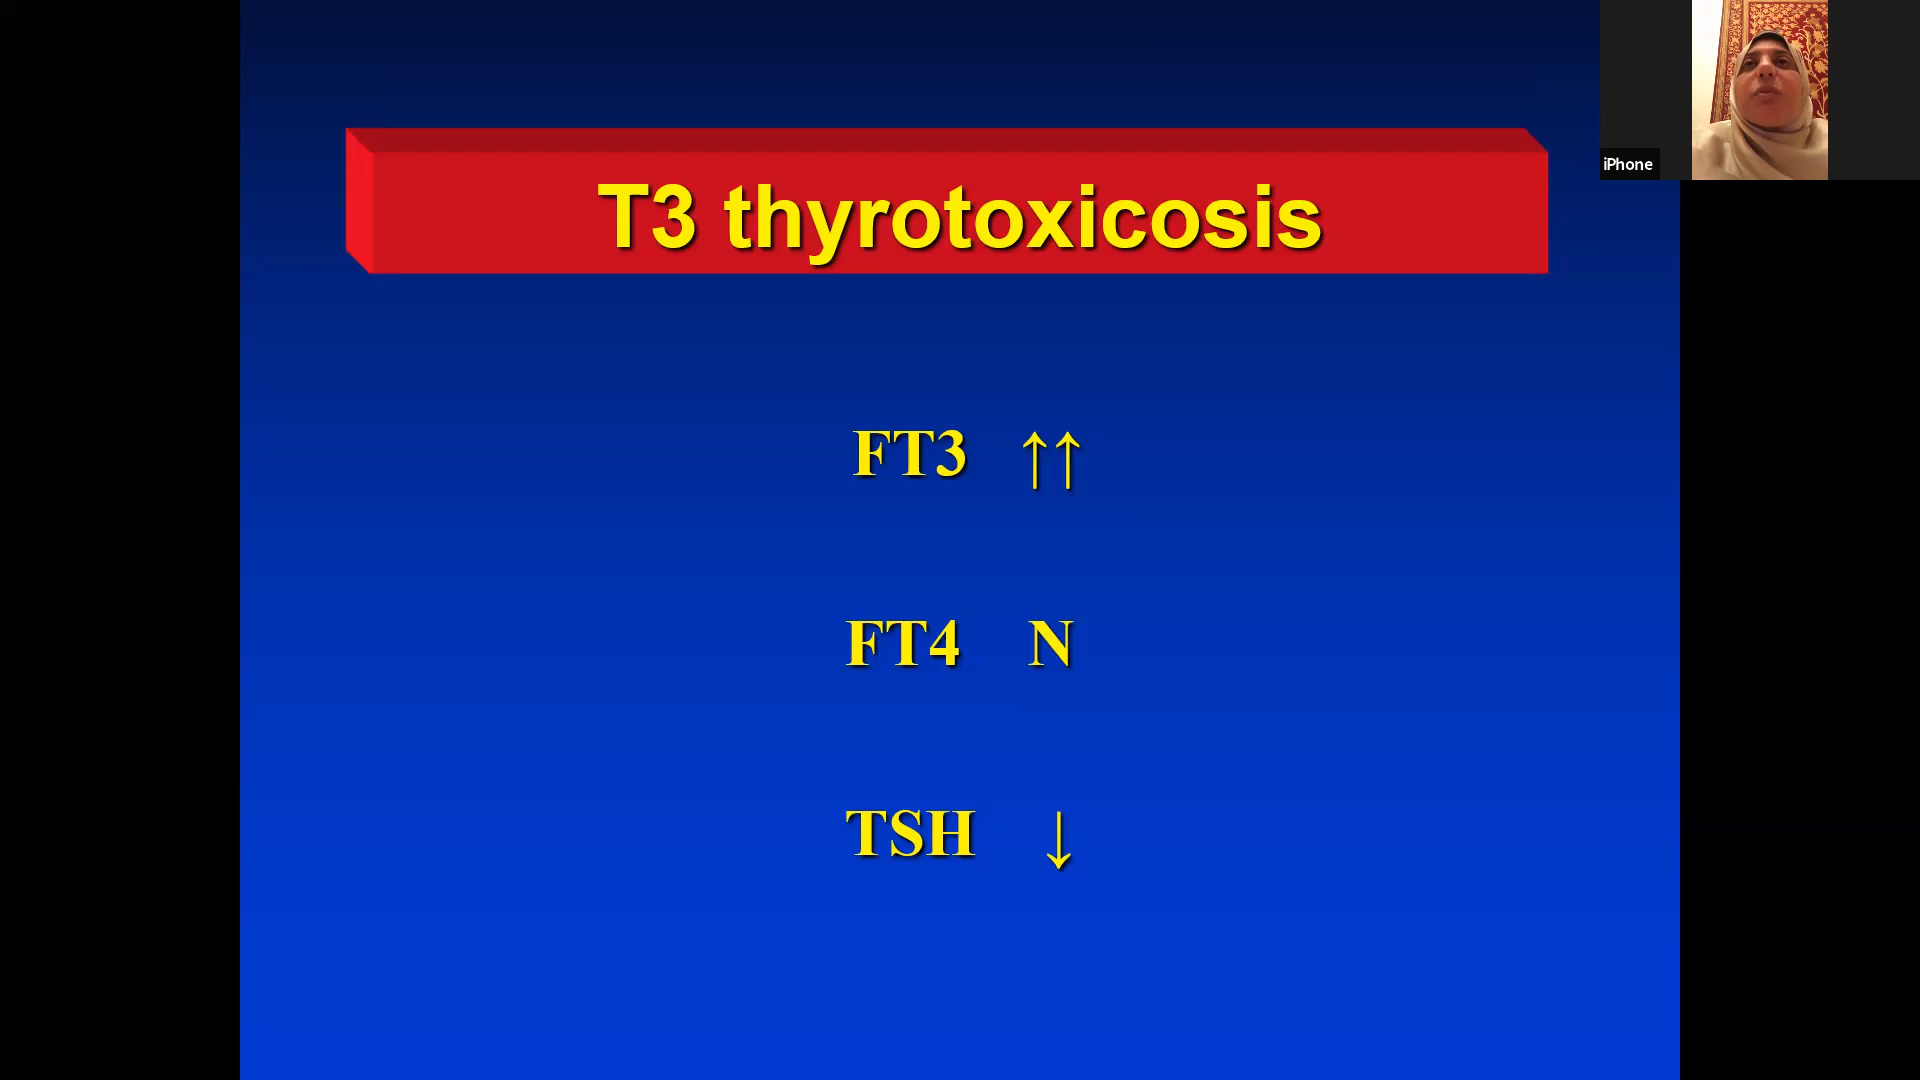 iPhone
T3 thyrotoxicosis
FT3 ↑↑
FT4 N
TSH ↓